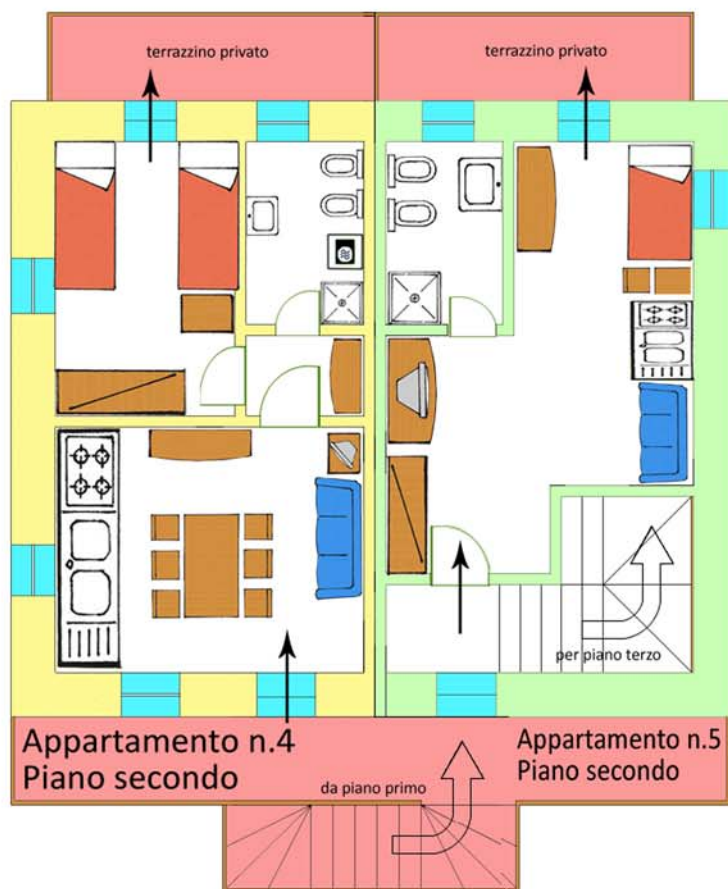 terrazzino privato
terrazzino privato
per piano terzo
Appartamento n.4
Piano secondo
Appartamento n.5
Piano secondo
da piano primo